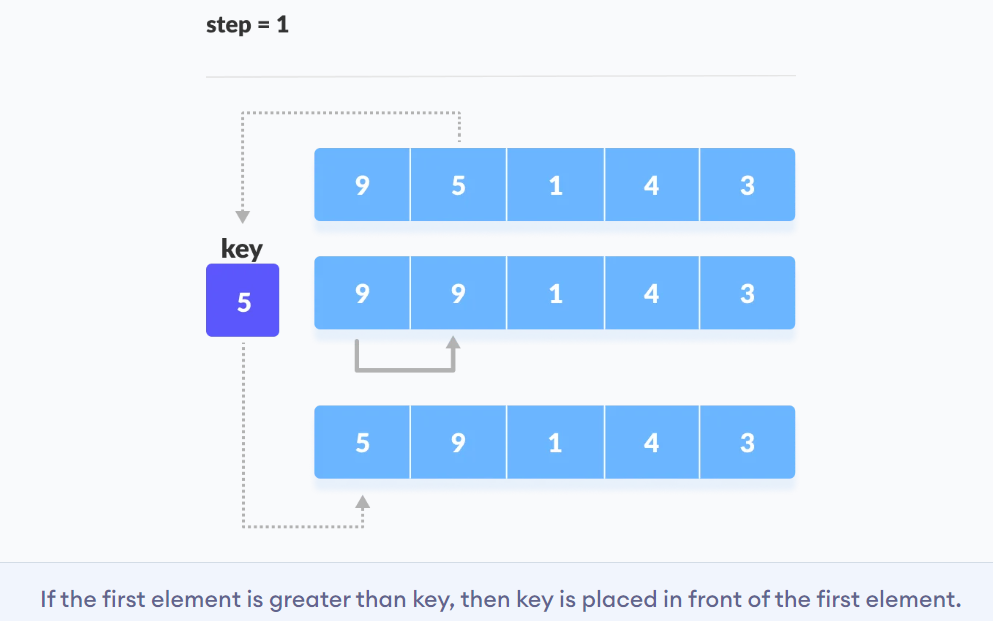 step = 1
9 5 1 4 3
key
5
9 9 1 4 3
5 9 1 4 3
If the first element is greater than key, then key is placed in front of the first element.